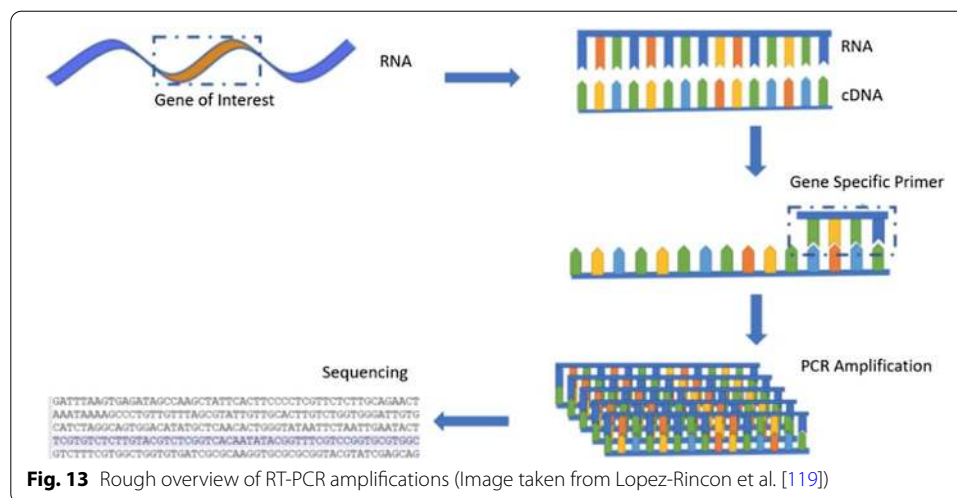 RNA
Gene of Interest
RNA
cDNA
Gene Specific Primer
PCR Amplification
Sequencing
GATTTAAGTGAGATAGCCAAGCTATTCACTTCCCCTCGTTCTCTTGCAGAACT
AAATAAAAGCCCTGTTGTTTAGCGTATTGTTGCACTTGTCTGGTGGGATTGTG
CATCTAGGCAGTGGACATATGCTCAACACTGGGTATAATTCTAATTGAATACT
TCGTGTCTCTTGTACGTCTCGGTCACAATATACGGTTTCGTCCGGTGCGTGGC
GTCTTTCGTGGCTGGTGTGATCGCGCAAGGTGCGCGCGGTACGTATCGAGCAG
Fig. 13 Rough overview of RT-PCR amplifications (Image taken from Lopez-Rincon et al. [119])